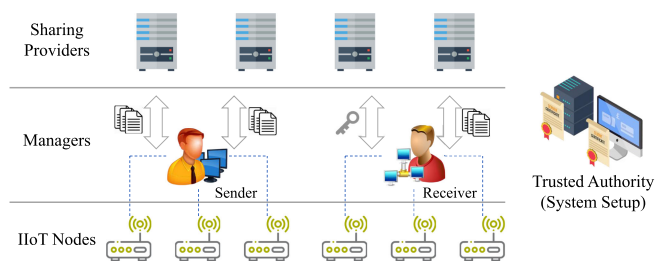 Sharing
Providers
Managers
Sender
Receiver
Trusted Authority
(System Setup)
IIoT Nodes